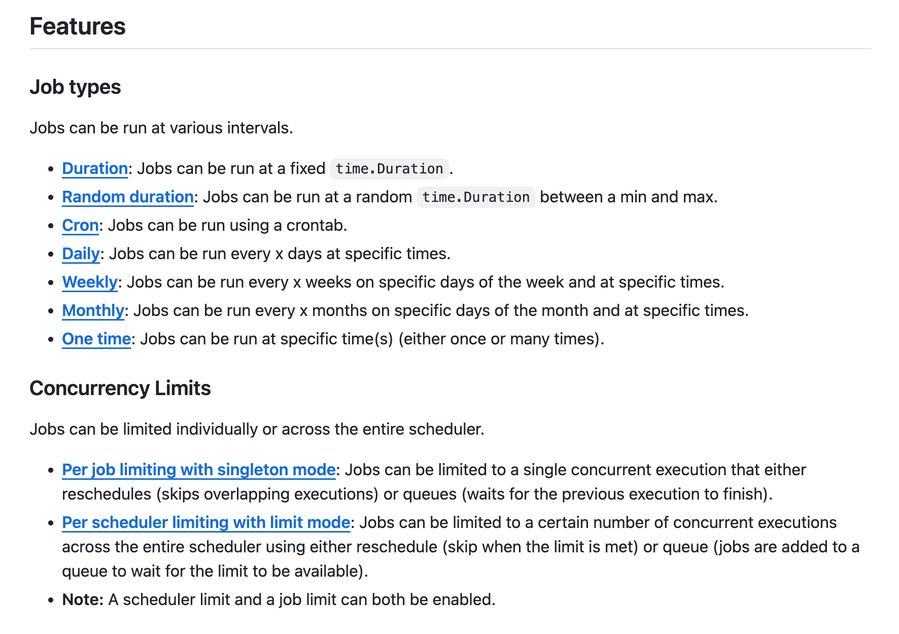 Features
Job types
Jobs can be run at various intervals.
• Duration: Jobs can be run at a fixed time.Duration.
• Random duration: Jobs can be run at a random time.Duration between a min and max.
• Cron: Jobs can be run using a crontab.
• Daily: Jobs can be run every x days at specific times.
• Weekly: Jobs can be run every x weeks on specific days of the week and at specific times.
• Monthly: Jobs can be run every x months on specific days of the month and at specific times.
• One time: Jobs can be run at specific time(s) (either once or many times).
Concurrency Limits
Jobs can be limited individually or across the entire scheduler.
• Per job limiting with singleton mode: Jobs can be limited to a single concurrent execution that either
reschedules (skips overlapping executions) or queues (waits for the previous execution to finish).
• Per scheduler limiting with limit mode: Jobs can be limited to a certain number of concurrent executions
across the entire scheduler using either reschedule (skip when the limit is met) or queue (jobs are added to a
queue to wait for the limit to be available).
• Note: A scheduler limit and a job limit can both be enabled.